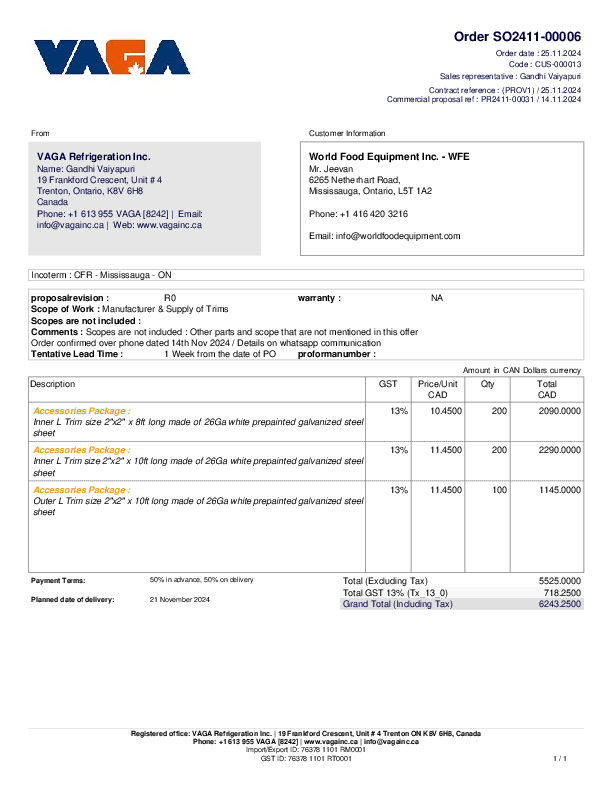 VAGA
Order SO2411-00006
Order date : 25.11.2024
Code : CUS-000013
Sales representative : Gandhi Vaiyapuri
Contract reference : (PROV1) / 25.11.2024
Commercial proposal ref : PR2411-00031 / 14.11.2024
From
VAGA Refrigeration Inc.
Name: Gandhi Vaiyapuri
19 Frankford Crescent, Unit # 4
Trenton, Ontario, K8V 6H8
Canada
Phone: +1 613 955 VAGA [8242] | Email:
info@vagainc.ca | Web: www.vagainc.ca
Customer Information
World Food Equipment Inc. - WFE
Mr. Jeevan
6265 Netherhart Road,
Mississauga, Ontario, L5T 1A2
Phone: +1 416 420 3216
Email: info@worldfoodequipment.com
Incoterm : CFR - Mississauga - ON
proposalrevision : R0 warranty : NA
Scope of Work : Manufacturer & Supply of Trims
Scopes are not included :
Comments : Scopes are not included : Other parts and scope that are not mentioned in this offer
Order confirmed over phone dated 14th Nov 2024 / Details on whatsapp communication
Tentative Lead Time : 1 Week from the date of PO proformanumber :
Amount in CAN Dollars currency
Description GST Price/Unit CAD Qty Total CAD
Accessories Package : 13% 10.4500 200 2090.0000
Inner L Trim size 2"x2" x 8ft long made of 26Ga white prepainted galvanized steel
sheet
Accessories Package : 13% 11.4500 200 2290.0000
Inner L Trim size 2"x2" x 10ft long made of 26Ga white prepainted galvanized steel
sheet
Accessories Package : 13% 11.4500 100 1145.0000
Outer L Trim size 2"x2" x 10ft long made of 26Ga white prepainted galvanized steel
sheet
Payment Terms: 50% in advance, 50% on delivery
Planned date of delivery: 21 November 2024
Total (Excluding Tax) 5525.0000
Total GST 13% (Tx_13_0) 718.2500
Grand Total (Including Tax) 6243.2500
Registered office: VAGA Refrigeration Inc. | 19 Frankford Crescent, Unit # 4 Trenton ON K8V 6H8, Canada
Phone: +1 613 955 VAGA [8242] | www.vagainc.ca | info@vagainc.ca
Import/Export ID: 76378 1101 RM0001
GST ID: 76378 1101 RT0001
1 / 1